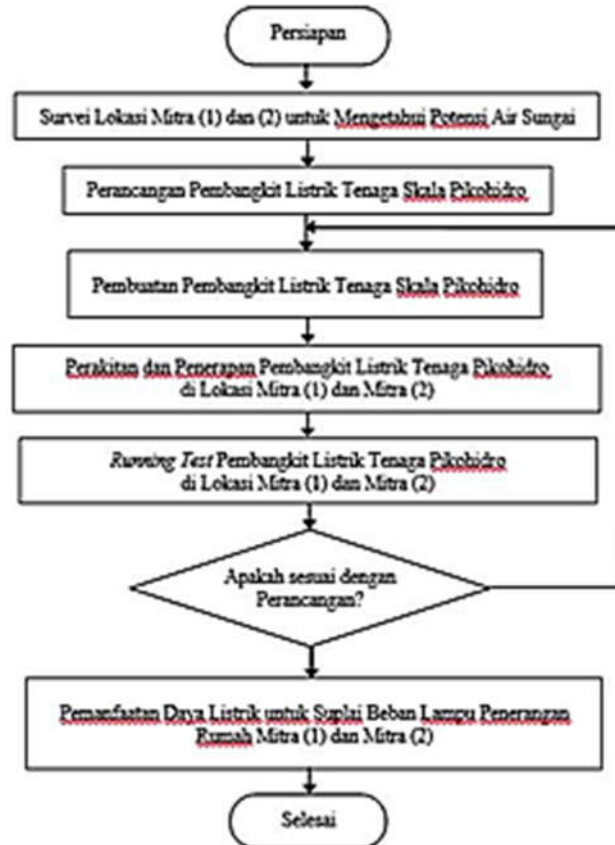 Persiapan
Survei Lokasi Mitra (1) dan (2) untuk Mengetahui Potensi Air Sungai
Perancangan Pembangkit Listrik Tenaga Skala Pikohidro
Pembuatan Pembangkit Listrik Tenaga Skala Pikohidro
Perakitan dan Penerapan Pembangkit Listrik Tenaga Pikohidro
di Lokasi Mitra (1) dan Mitra (2)
Running Test Pembangkit Listrik Tenaga Pikohidro
di Lokasi Mitra (1) dan Mitra (2)
Apakah sesuai dengan
Perancangan?
Pemanfaatan Daya Listrik untuk Suplai Beban Lampu Penerangan
Rumah Mitra (1) dan Mitra (2)
Selesai